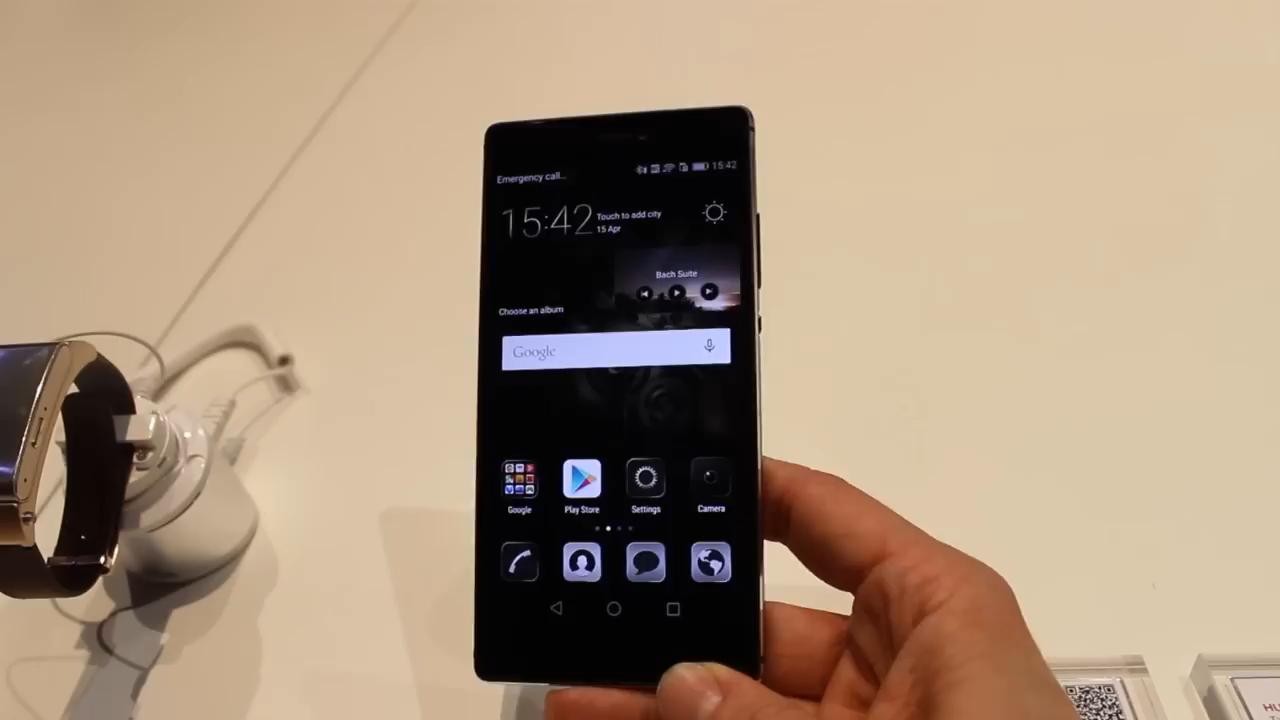 Emergency call...
15:42
15:42
Touch to add city
15 Apr
Bach Suite
Choose an album
Google
Google
Play Store
Settings
Camera
HU